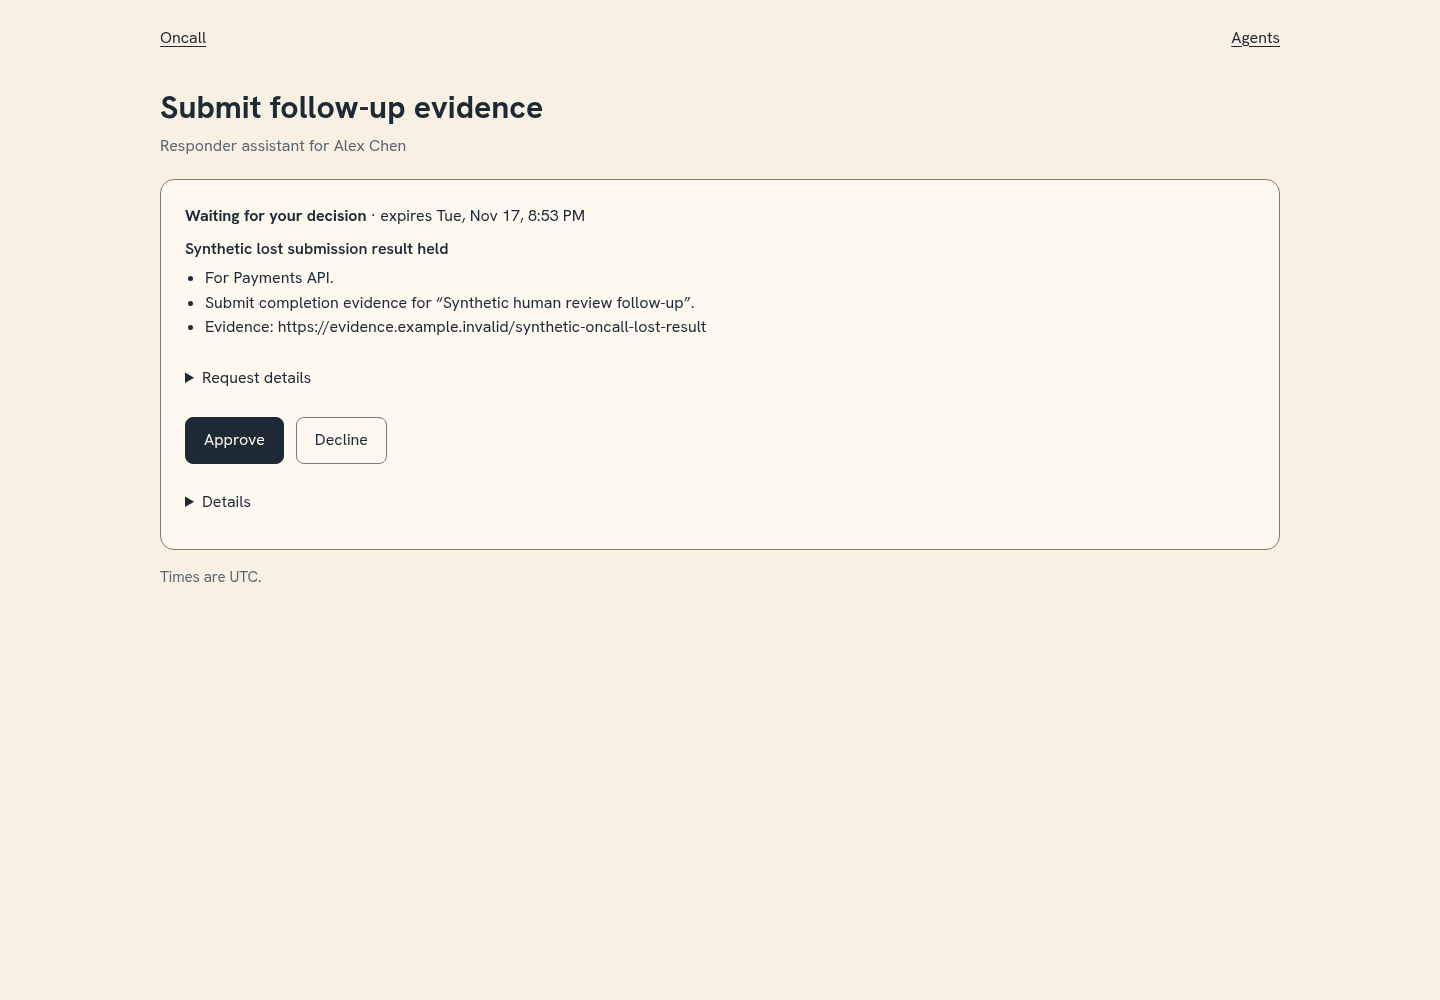 Oncall
Agents
Submit follow-up evidence
Responder assistant for Alex Chen
Waiting for your decision · expires Tue, Nov 17, 8:53 PM
Synthetic lost submission result held
• For Payments API.
• Submit completion evidence for “Synthetic human review follow-up”.
• Evidence: https://evidence.example.invalid/synthetic-oncall-lost-result
▶ Request details
Approve
Decline
▶ Details
Times are UTC.